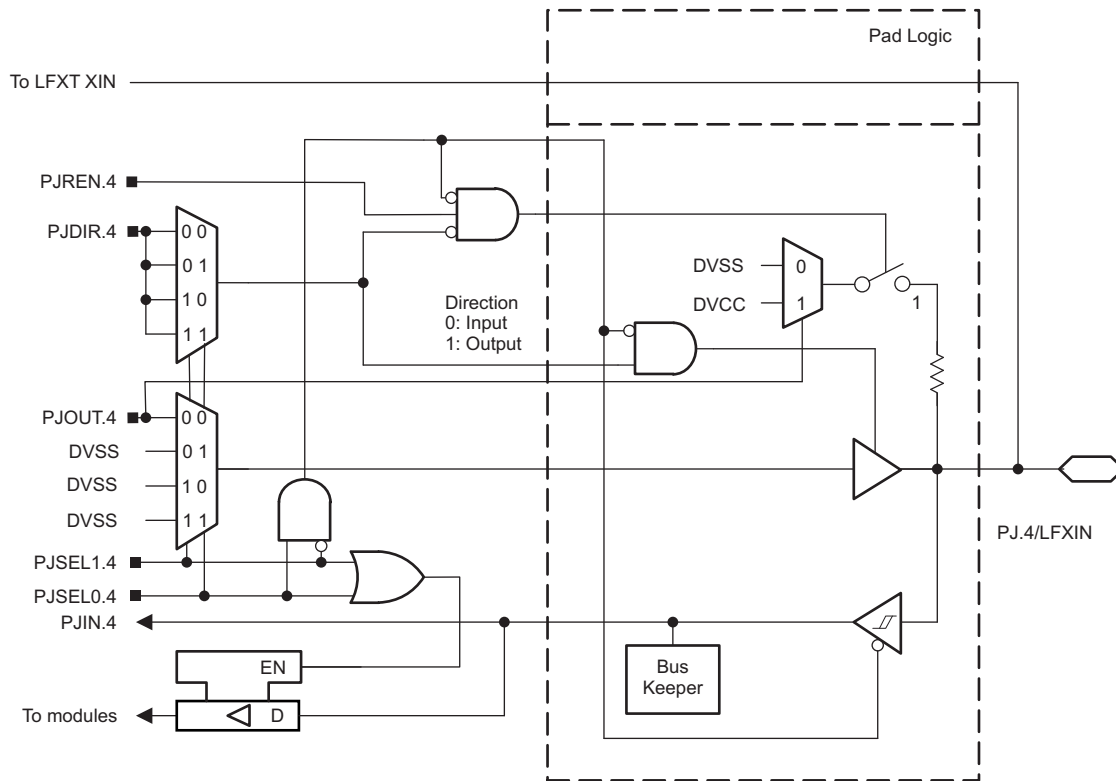 Pad Logic
To LFXT XIN
PJREN.4
PJDIR.4
0 0
0 1
1 0
1 1
DVSS
0
DVCC
1
1
Direction
0: Input
1: Output
PJOUT.4
0 0
DVSS
0 1
DVSS
1 0
DVSS
1 1
PJ.4/LFXIN
PJSEL1.4
PJSEL0.4
PJIN.4
EN
Bus
Keeper
To modules
D